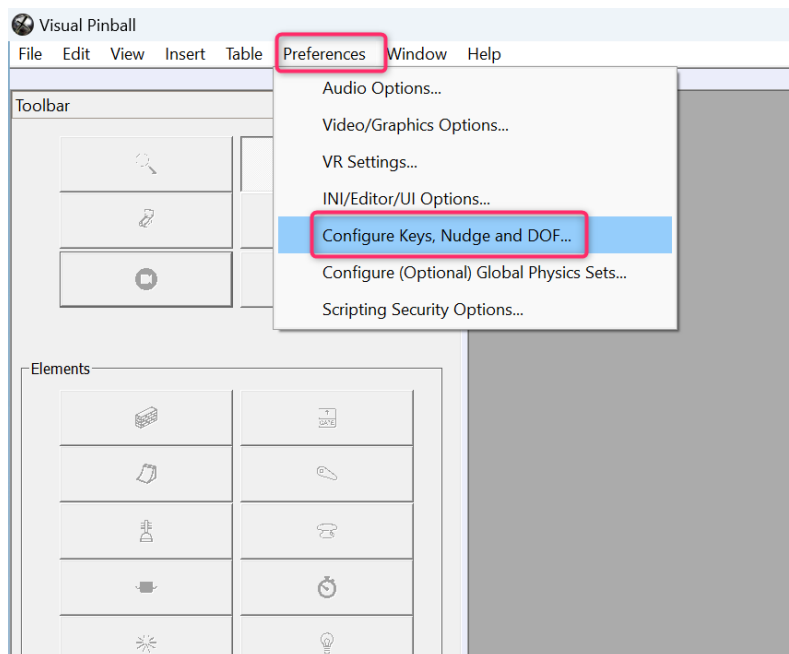 Visual Pinball
File Edit View Insert Table Preferences Window Help
Toolbar
Audio Options...
Video/Graphics Options...
VR Settings...
INI/Editor/UI Options...
Configure Keys, Nudge and DOF...
Configure (Optional) Global Physics Sets...
Scripting Security Options...
Elements
GATE